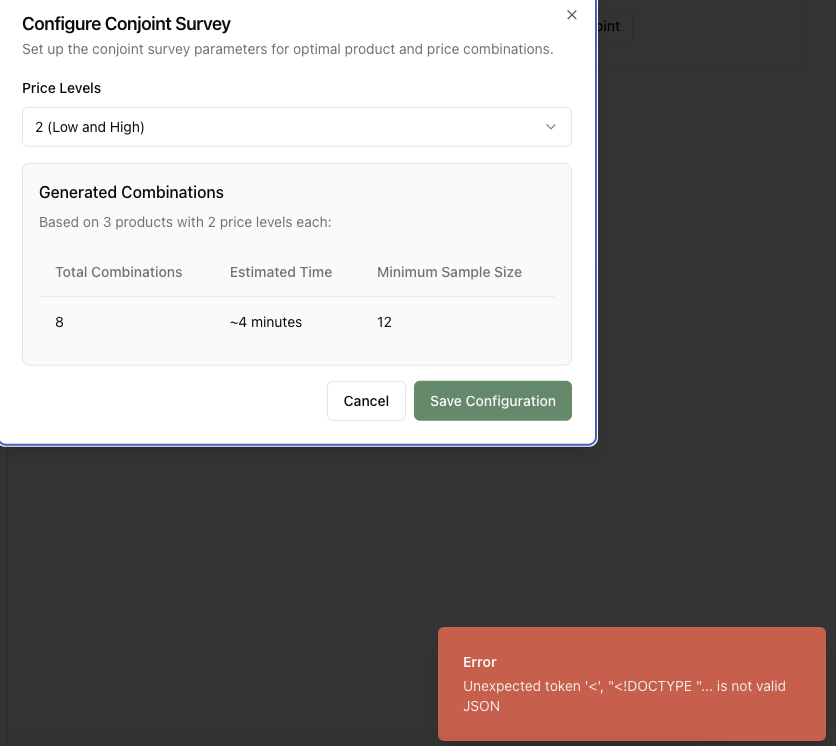 Configure Conjoint Survey
Set up the conjoint survey parameters for optimal product and price combinations.
Price Levels
2 (Low and High)
Generated Combinations
Based on 3 products with 2 price levels each:
Total Combinations Estimated Time Minimum Sample Size
8 ~4 minutes 12
Cancel Save Configuration
Error
Unexpected token '<', "<!DOCTYPE "... is not valid
JSON